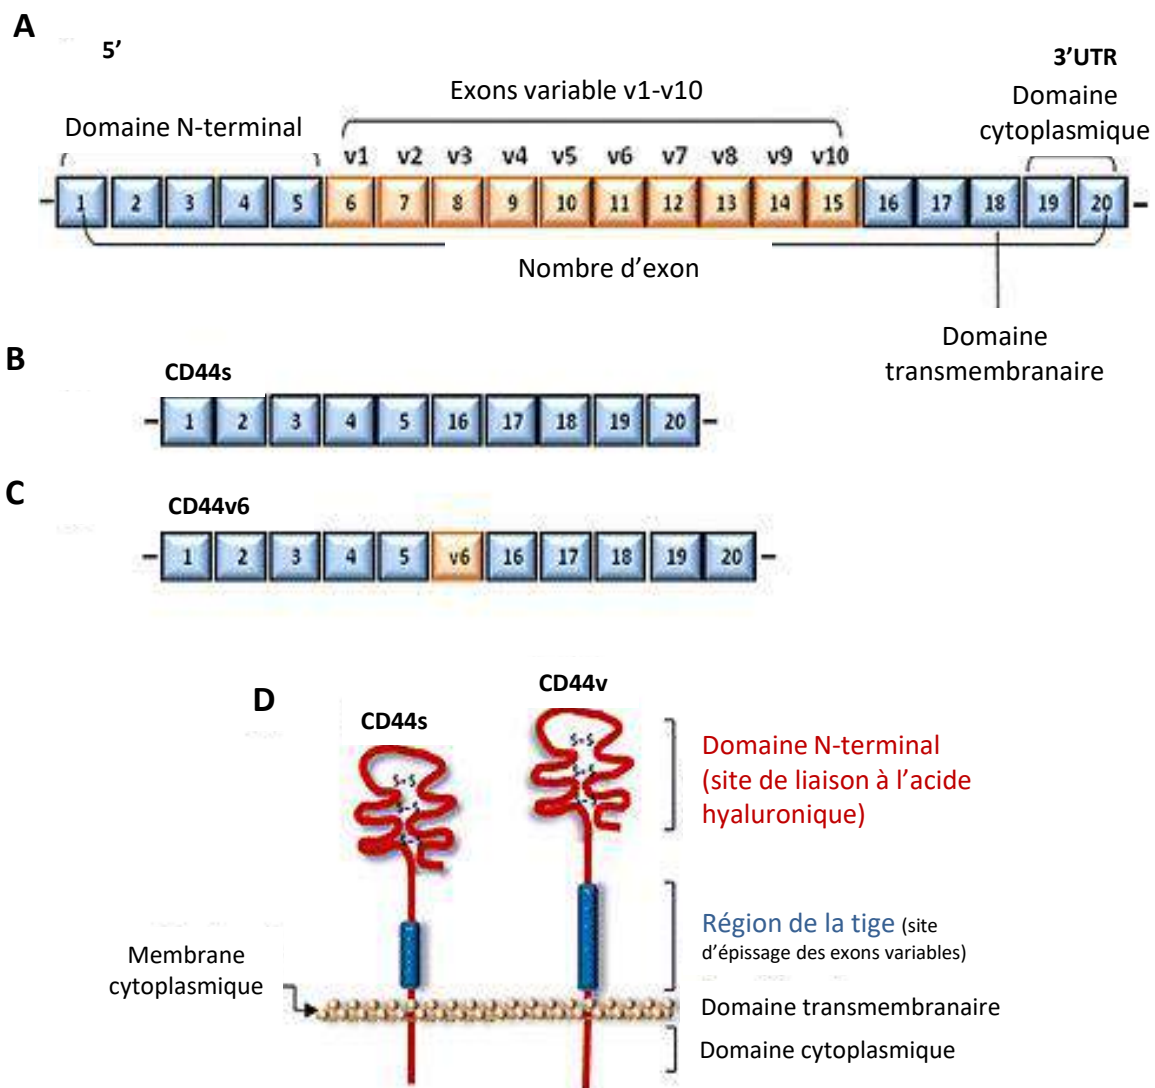 A
5’
3’UTR
Exons variable v1-v10
Domaine
cytoplasmique
Domaine N-terminal
v1 v2 v3 v4 v5 v6 v7 v8 v9 v10
1 2 3 4 5 6 7 8 9 10 11 12 13 14 15 16 17 18 19 20
Nombre d’exon
Domaine
transmembranaire
B
CD44s
1 2 3 4 5 16 17 18 19 20
C
CD44v6
1 2 3 4 5 v6 16 17 18 19 20
D
CD44s
CD44v
S-S
S-S
S-S
S-S
S-S
S-S
Domaine N-terminal
(site de liaison à l’acide
hyaluronique)
Région de la tige (site
d’épissage des exons variables)
Membrane
cytoplasmique
Domaine transmembranaire
Domaine cytoplasmique